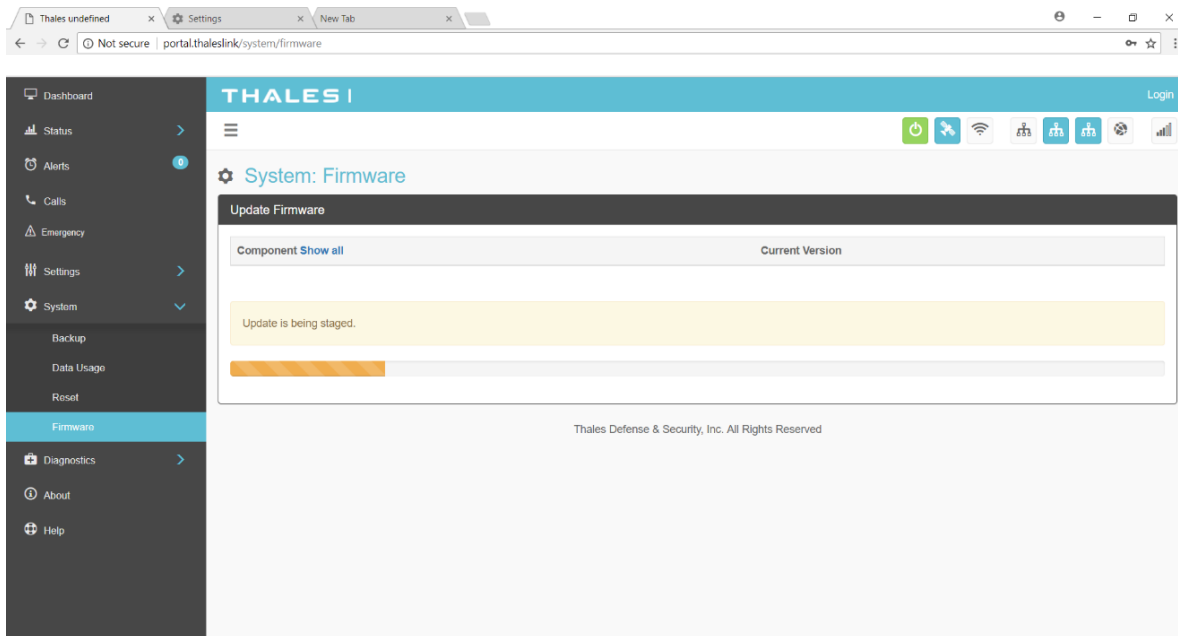 Thales undefined
Settings
New Tab
Not secure | portal.thaleslink/system/firmware
Dashboard
THALES
Login
Status
Alerts
0
Calls
Emergency
Settings
System
Backup
Data Usage
Reset
Firmware
Diagnostics
About
Help
System: Firmware
Update Firmware
Component Show all
Current Version
Update is being staged.
Thales Defense & Security, Inc. All Rights Reserved